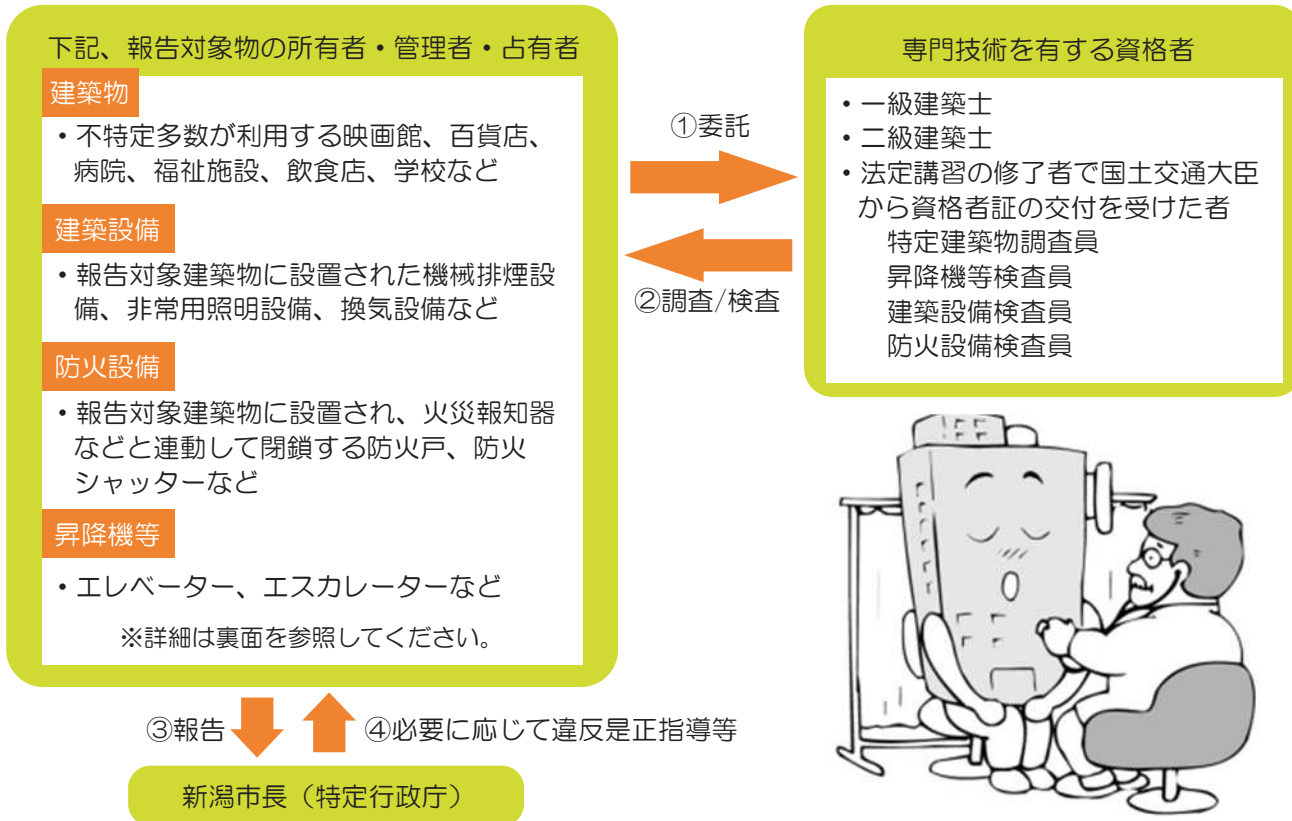 下記、報告対象物の所有者・管理者・占有者
建築物
・不特定多数が利用する映画館、百貨店、
病院、福祉施設、飲食店、学校など
建築設備
・報告対象建築物に設置された機械排煙設
備、非常用照明設備、換気設備など
防火設備
・報告対象建築物に設置され、火災報知器
などと連動して閉鎖する防火戸、防火
シャッターなど
昇降機等
・エレベーター、エスカレーターなど
※詳細は裏面を参照してください。
①委託
②調査/検査
専門技術を有する資格者
・一級建築士
・二級建築士
・法定講習の修了者で国土交通大臣
から資格者証の交付を受けた者
特定建築物調査員
昇降機等検査員
建築設備検査員
防火設備検査員
③報告
④必要に応じて違反是正指導等
新潟市長（特定行政庁）